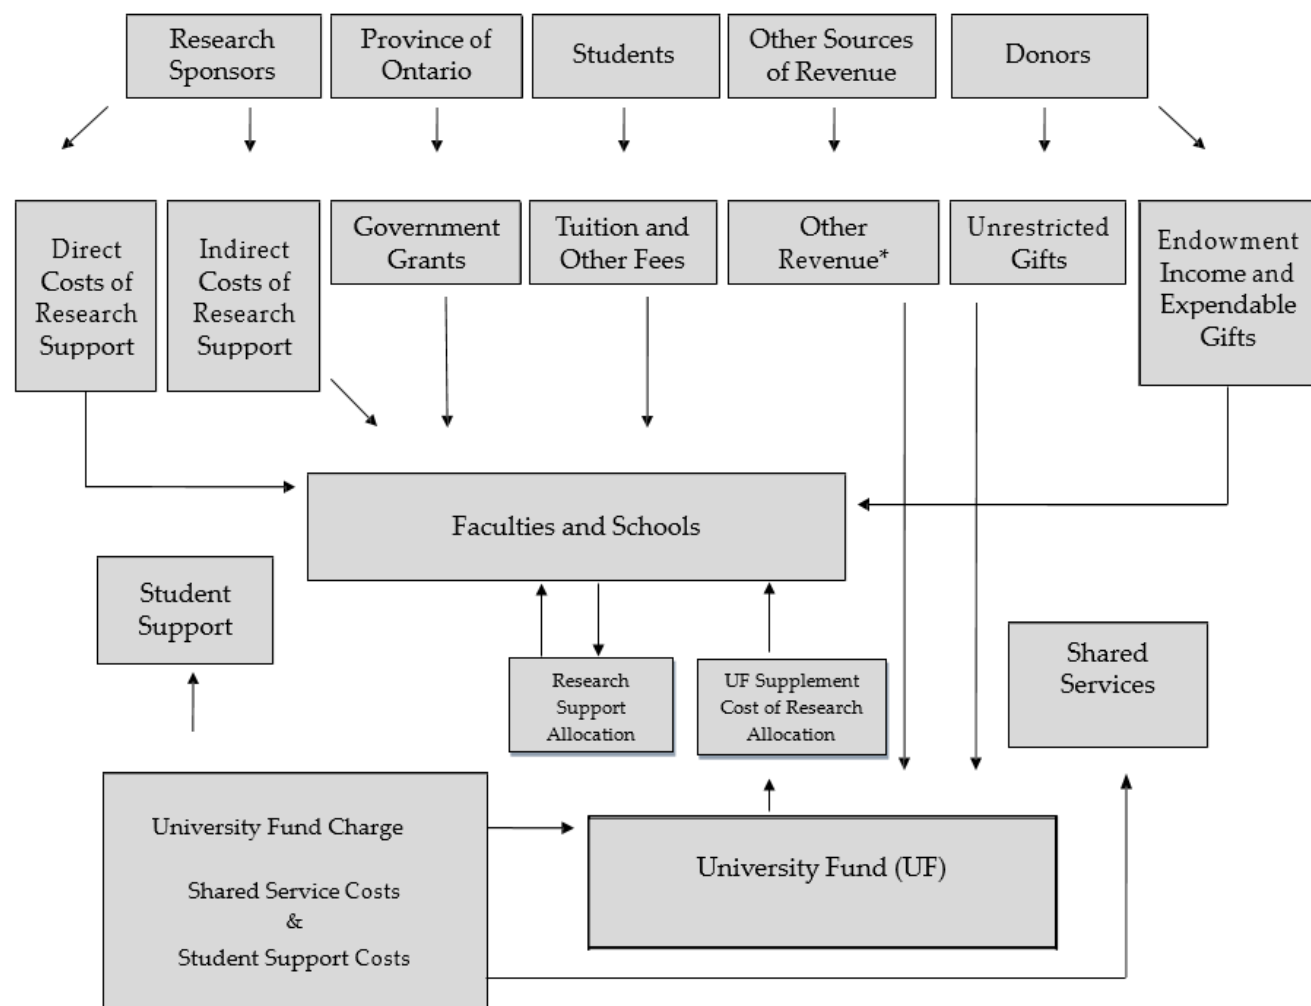 Research
Sponsors
Province of
Ontario
Students
Other Sources
of Revenue
Donors
Direct
Costs of
Research
Support
Indirect
Costs of
Research
Support
Government
Grants
Tuition and
Other Fees
Other
Revenue*
Unrestricted
Gifts
Endowment
Income and
Expendable
Gifts
Faculties and Schools
Student
Support
Research
Support
Allocation
UF Supplement
Cost of Research
Allocation
Shared
Services
University Fund Charge
Shared Service Costs
&
Student Support Costs
University Fund (UF)